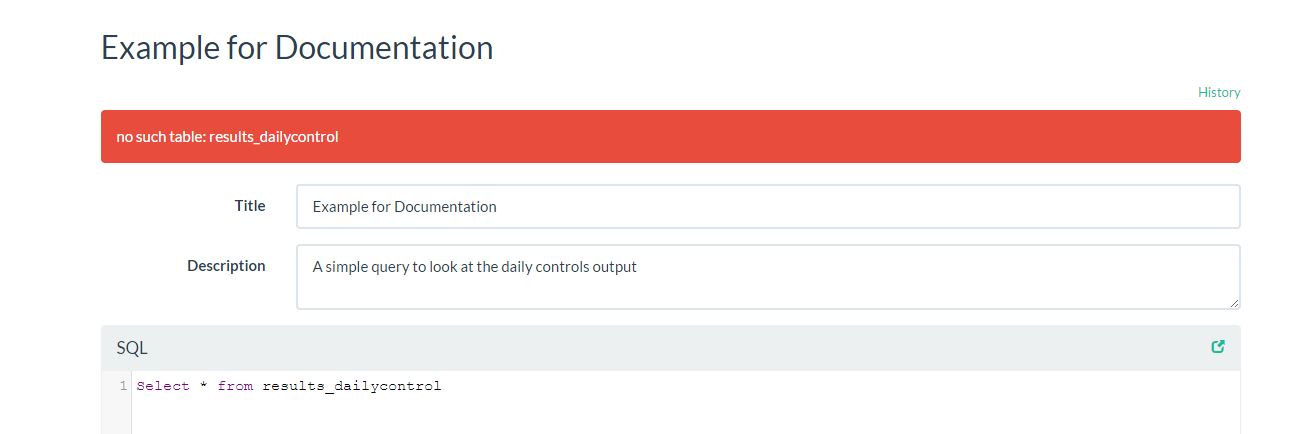 Example for Documentation
History
no such table: results_dailycontrol
Title
Example for Documentation
Description
A simple query to look at the daily controls output
SQL
1 Select * from results_dailycontrol